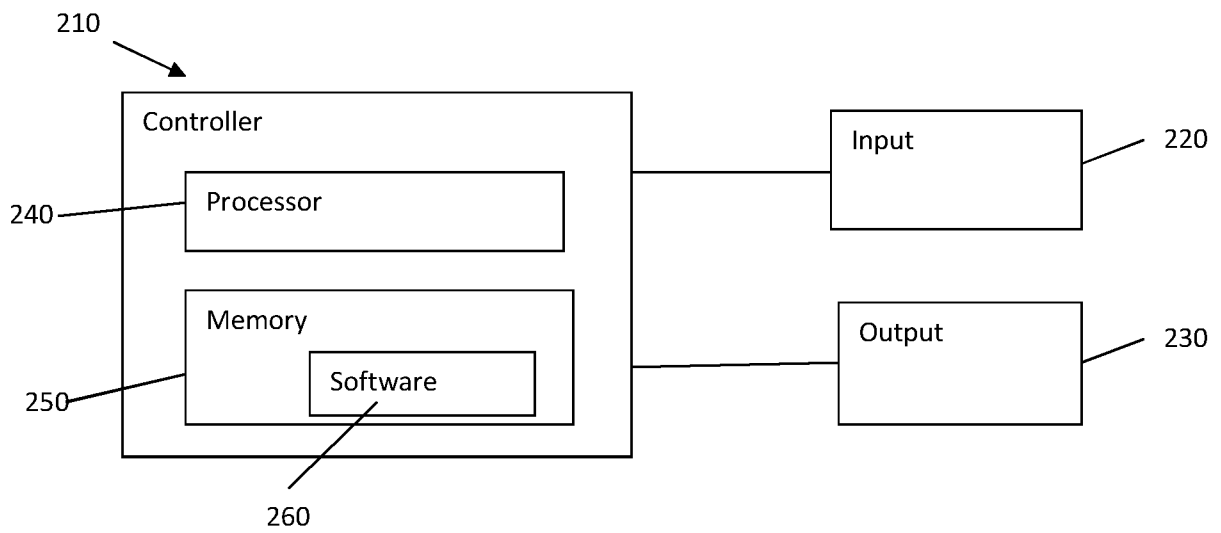 210
Controller
Input
220
Processor
240
Memory
Output
230
Software
250
260